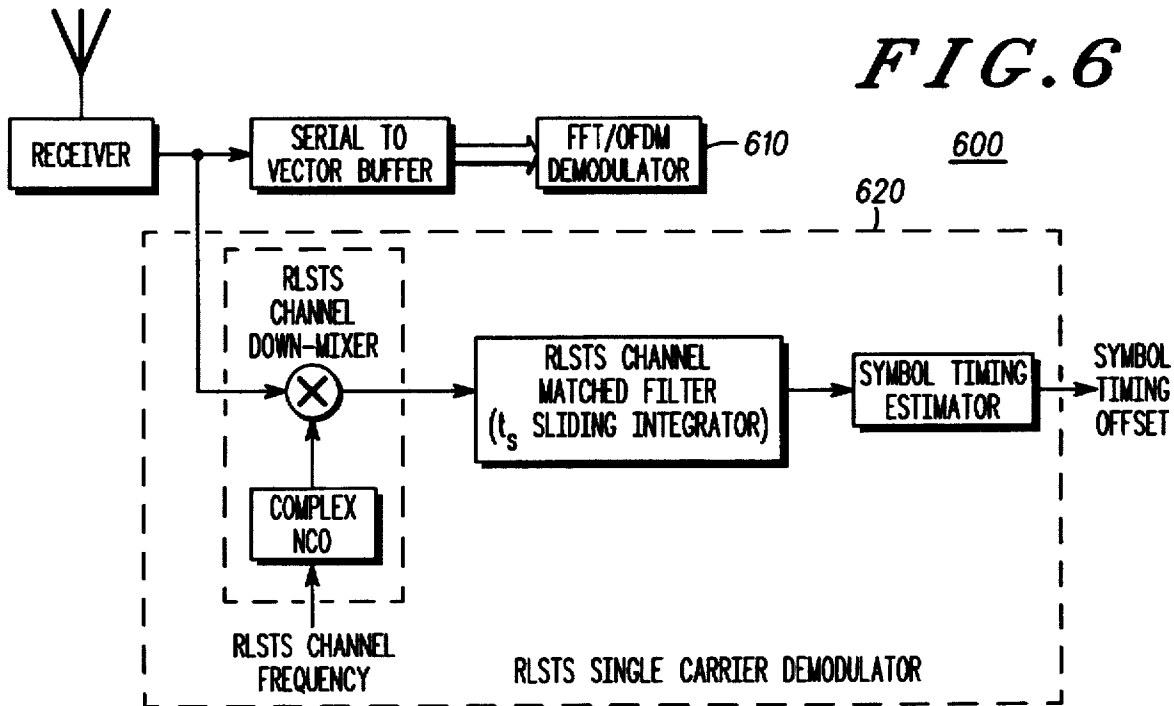 FIG.6
600
RECEIVER
SERIAL TO
VECTOR BUFFER
FFT/OFDM
DEMODULATOR
610
620
RLSTS
CHANNEL
DOWN-MIXER
RLSTS CHANNEL
MATCHED FILTER
(ts SLIDING INTEGRATOR)
SYMBOL TIMING
ESTIMATOR
SYMBOL
TIMING
OFFSET
COMPLEX
NCO
RLSTS CHANNEL
FREQUENCY
RLSTS SINGLE CARRIER DEMODULATOR